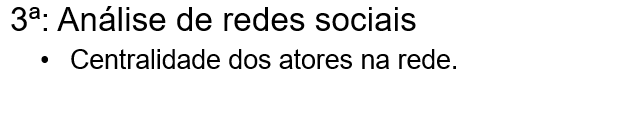 3ª: Análise de redes sociais
• Centralidade dos atores na rede.